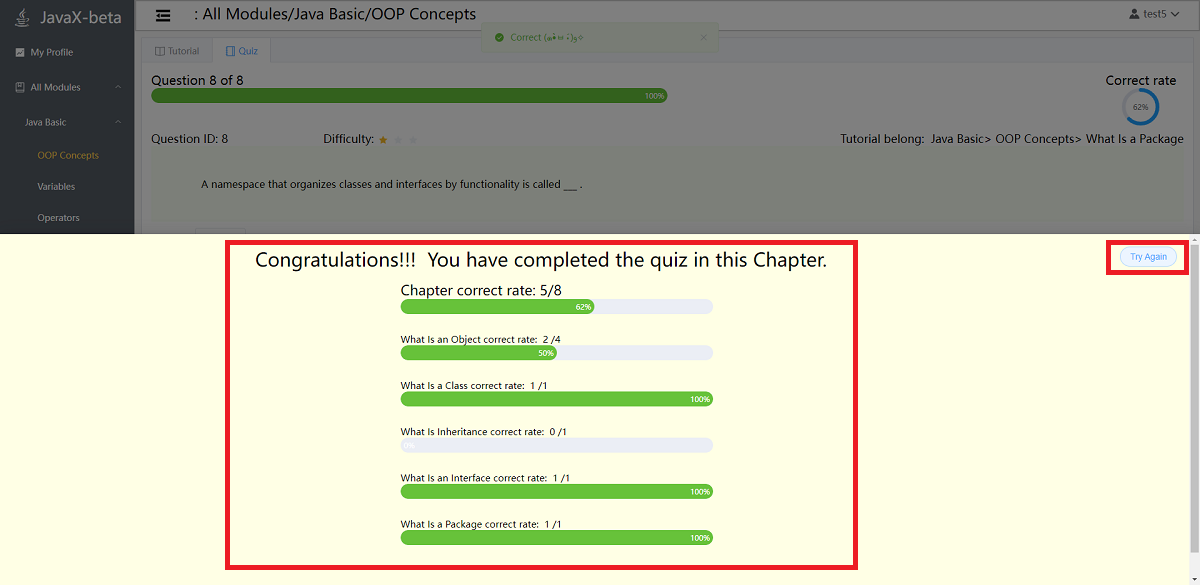 JavaX-beta
: All Modules/Java Basic/OOP Concepts
test5
My Profile
All Modules
Java Basic
OOP Concepts
Variables
Operators
Tutorial
Quiz
Correct
Question 8 of 8
100%
Correct rate
62%
Question ID: 8
Difficulty:
Tutorial belong: Java Basic> OOP Concepts> What Is a Package
A namespace that organizes classes and interfaces by functionality is called ___ .
Congratulations!!! You have completed the quiz in this Chapter.
Try Again
Chapter correct rate: 5/8
62%
What Is an Object correct rate: 2 /4
50%
What Is a Class correct rate: 1 /1
100%
What Is Inheritance correct rate: 0 /1
0%
What Is an Interface correct rate: 1 /1
100%
What Is a Package correct rate: 1 /1
100%